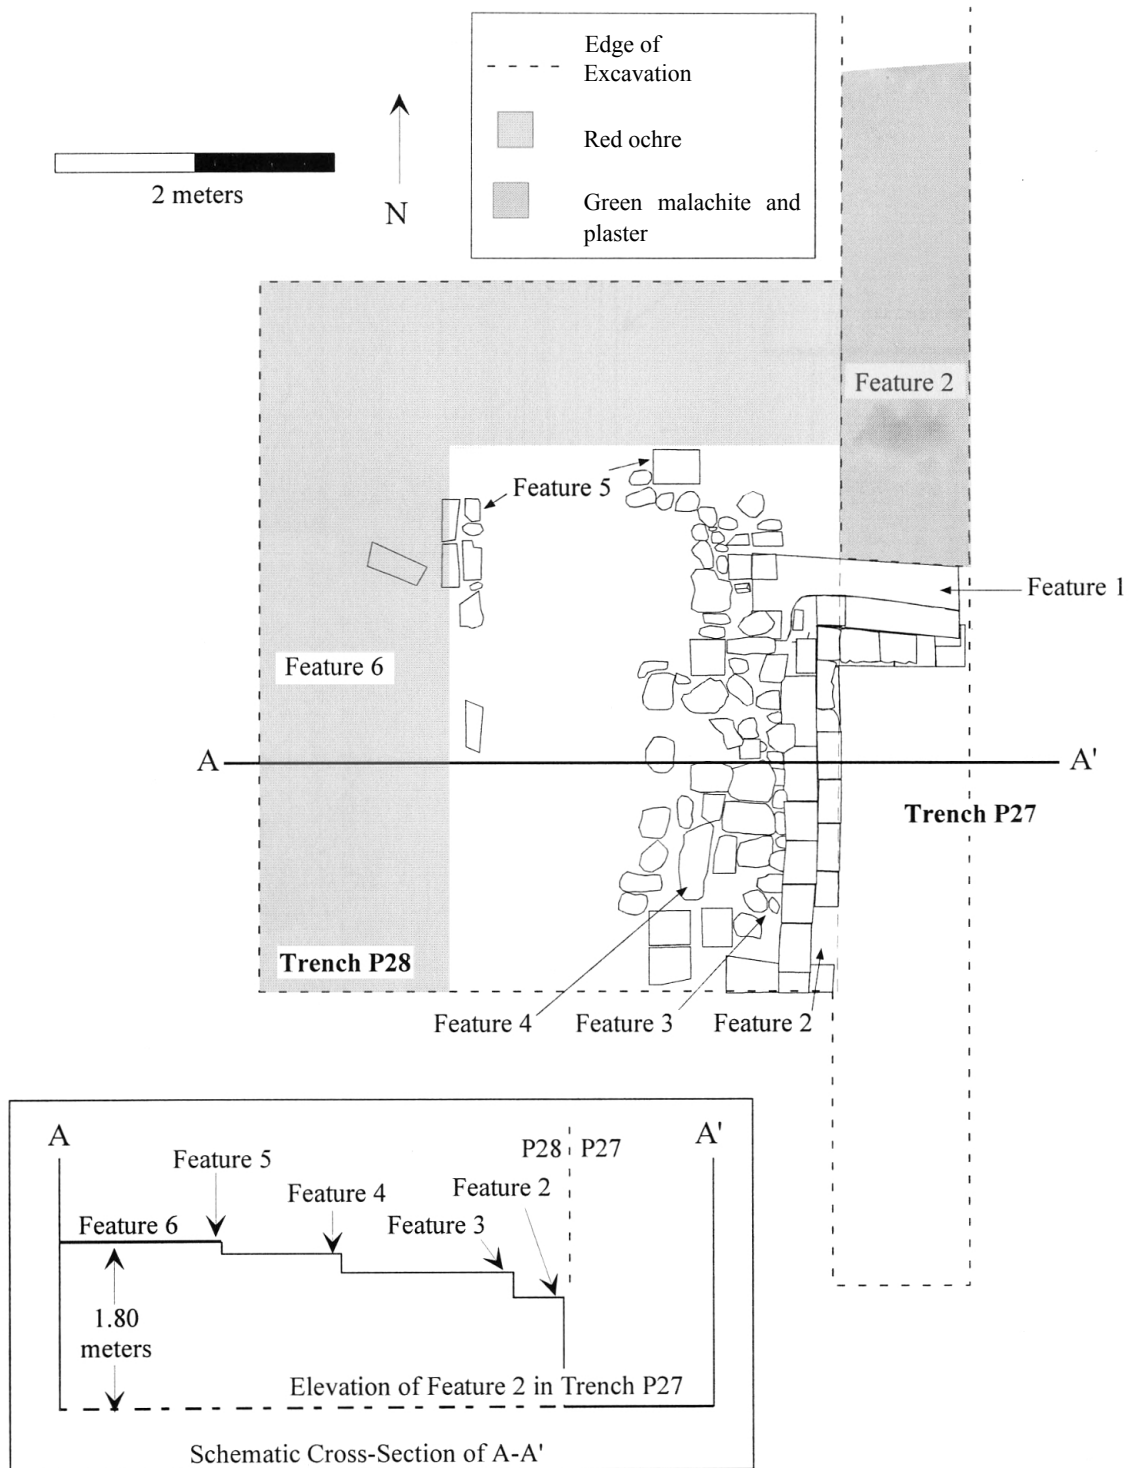 Edge of
Excavation
Red ochre
Green malachite and
plaster
2 meters
N
Feature 2
Feature 5
Feature 1
Feature 6
A
A'
Trench P27
Trench P28
Feature 4
Feature 3
Feature 2
A
A'
P28
P27
Feature 5
Feature 4
Feature 2
Feature 3
Feature 6
1.80
meters
Elevation of Feature 2 in Trench P27
Schematic Cross-Section of A-A'